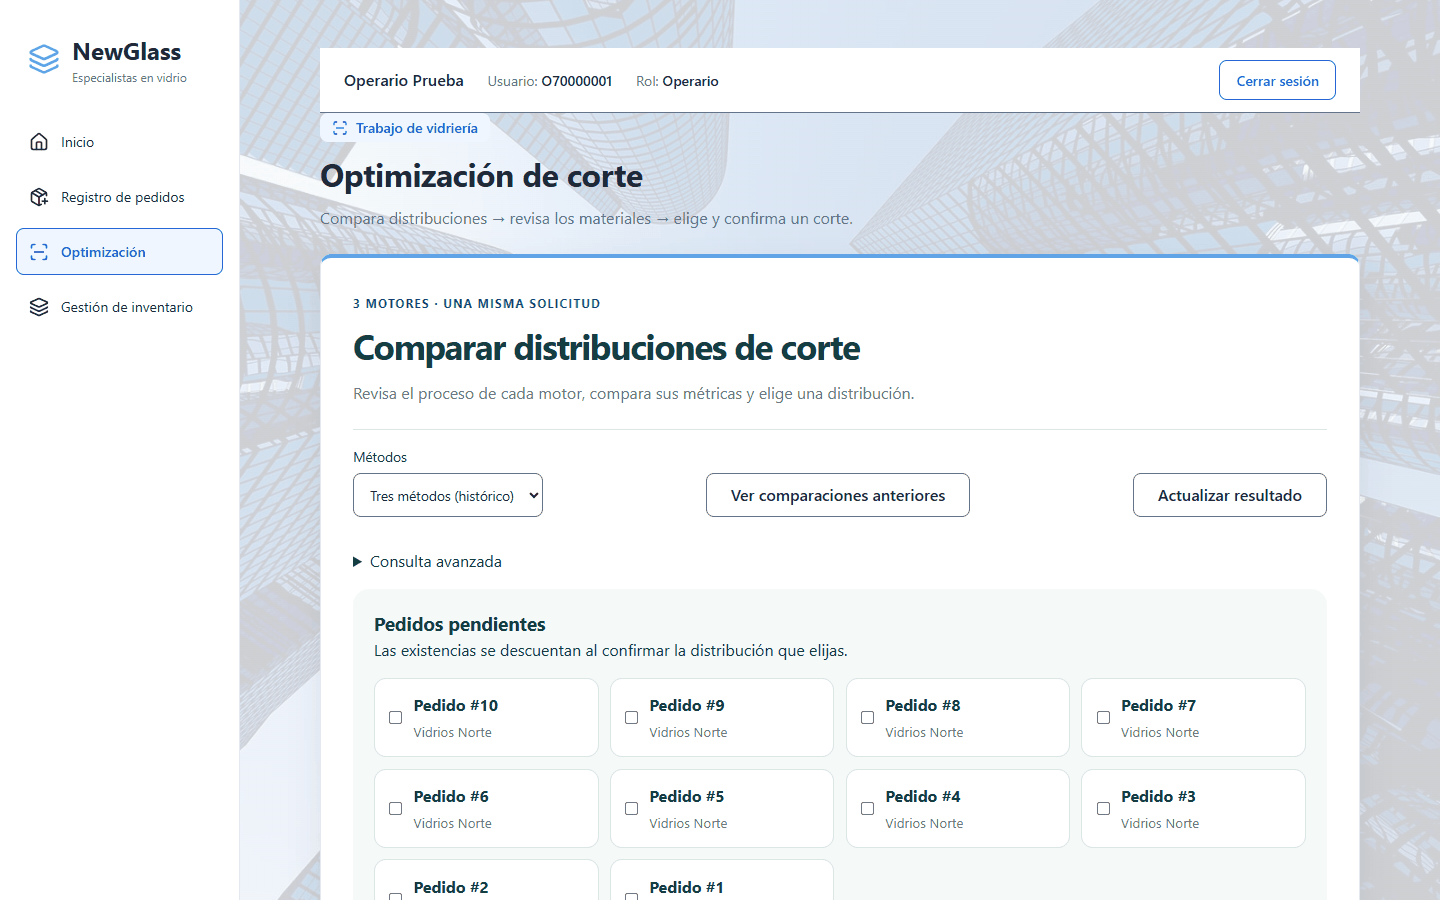 NewGlass
Especialistas en vidrio
Inicio
Registro de pedidos
Optimización
Gestión de inventario
Operario Prueba Usuario: O70000001 Rol: Operario Cerrar sesión
Trabajo de vidriería
Optimización de corte
Compara distribuciones → revisa los materiales → elige y confirma un corte.
3 MOTORES · UNA MISMA SOLICITUD
Comparar distribuciones de corte
Revisa el proceso de cada motor, compara sus métricas y elige una distribución.
Métodos
Tres métodos (histórico) Ver comparaciones anteriores Actualizar resultado
Consulta avanzada
Pedidos pendientes
Las existencias se descuentan al confirmar la distribución que elijas.
Pedido #10 Pedido #9 Pedido #8 Pedido #7
Vidrios Norte Vidrios Norte Vidrios Norte Vidrios Norte
Pedido #6 Pedido #5 Pedido #4 Pedido #3
Vidrios Norte Vidrios Norte Vidrios Norte Vidrios Norte
Pedido #2 Pedido #1